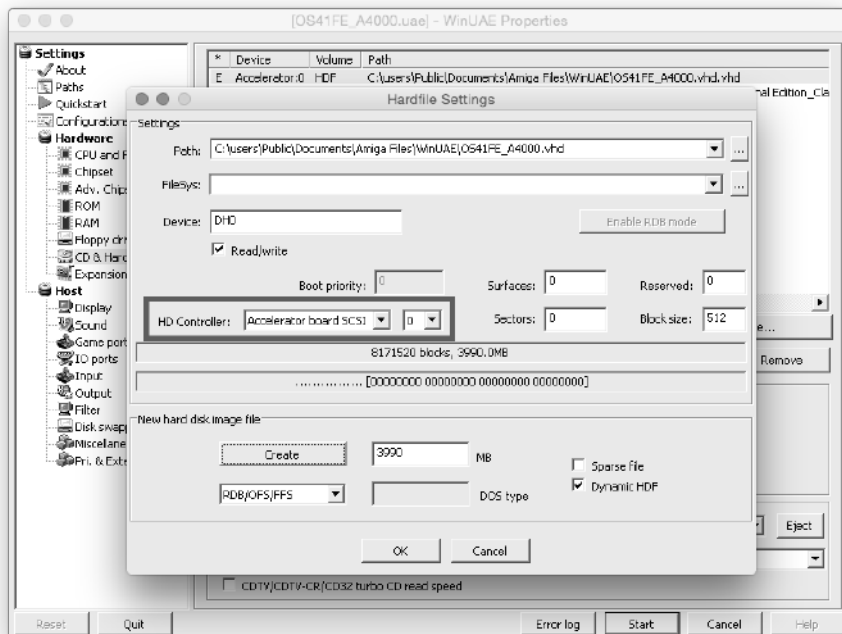 [OS41FE_A4000.uae] - WinUAE Properties
Settings
About
Paths
Quickstart
Configurations
Hardware
CPU and F
Chipset
Adv. Chips
ROM
RAM
Floppy dri
CD & Hard
Expansion
Host
Display
Sound
Game port
IO ports
Input
Output
Filter
Disk swapp
Miscellane
Pri. & Exte
* Device Volume Path
E Accelerator:0 HDF C:\users\Public\Documents\Amiga Files\WinUAE\OS41FE_A4000.vhd.vhd
nal Edition_Cla
Hardfile Settings
Settings
Path: C:\users\Public\Documents\Amiga Files\WinUAE\OS41FE_A4000.vhd ...
FileSys: ...
Device: DH0 Enable RDB mode
Read/write
Boot priority: 0 Surfaces: 0 Reserved: 0
HD Controller: Accelerator board SCSI 0 Sectors: 0 Block size: 512
8171520 blocks, 3990.0MB
................ [00000000 00000000 00000000 00000000]
New hard disk image file
Create 3990 MB Sparse file
RDB/OFS/FFS DOS type Dynamic HDF
OK Cancel
e...
Remove
Eject
CDTV/CDTV-CR/CD32 turbo CD read speed
Reset Quit Error log Start Cancel Help